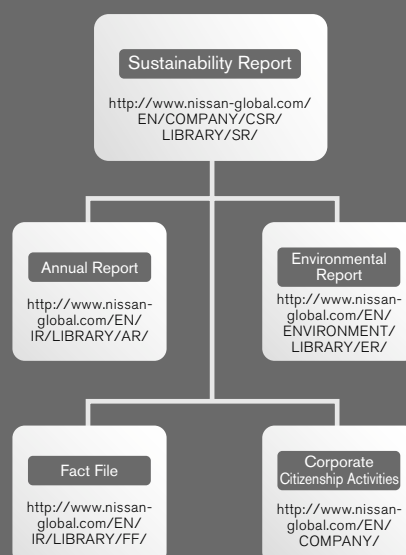 Sustainability Report
http://www.nissan-global.com/
EN/COMPANY/CSR/
LIBRARY/SR/
Annual Report
http://www.nissan-
global.com/EN/
IR/LIBRARY/AR/
Environmental
Report
http://www.nissan-
global.com/EN/
ENVIRONMENT/
LIBRARY/ER/
Fact File
http://www.nissan-
global.com/EN/
IR/LIBRARY/FF/
Corporate
Citizenship Activities
http://www.nissan-
global.com/EN/
COMPANY/